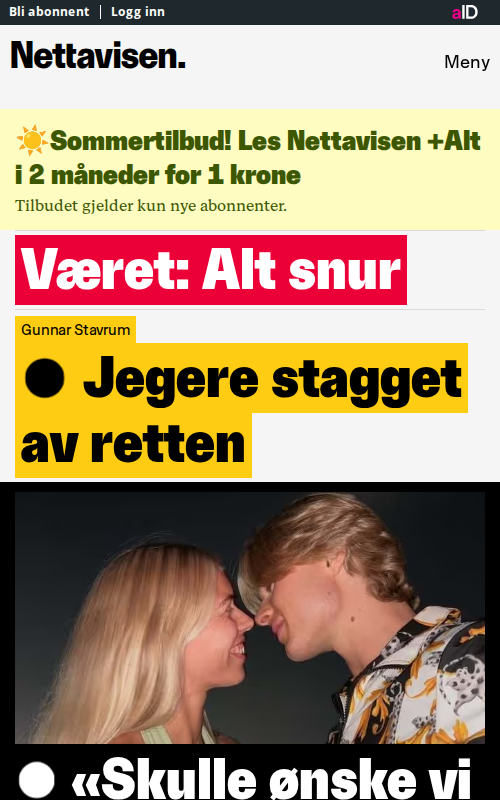 Bli abonnent | Logg inn
aID
Nettavisen.
Meny
☀️Sommertilbud! Les Nettavisen +Alt
i 2 måneder for 1 krone
Tilbudet gjelder kun nye abonnenter.
Været: Alt snur
Gunnar Stavrum
● Jegere stagget
av retten
● «Skulle ønske vi